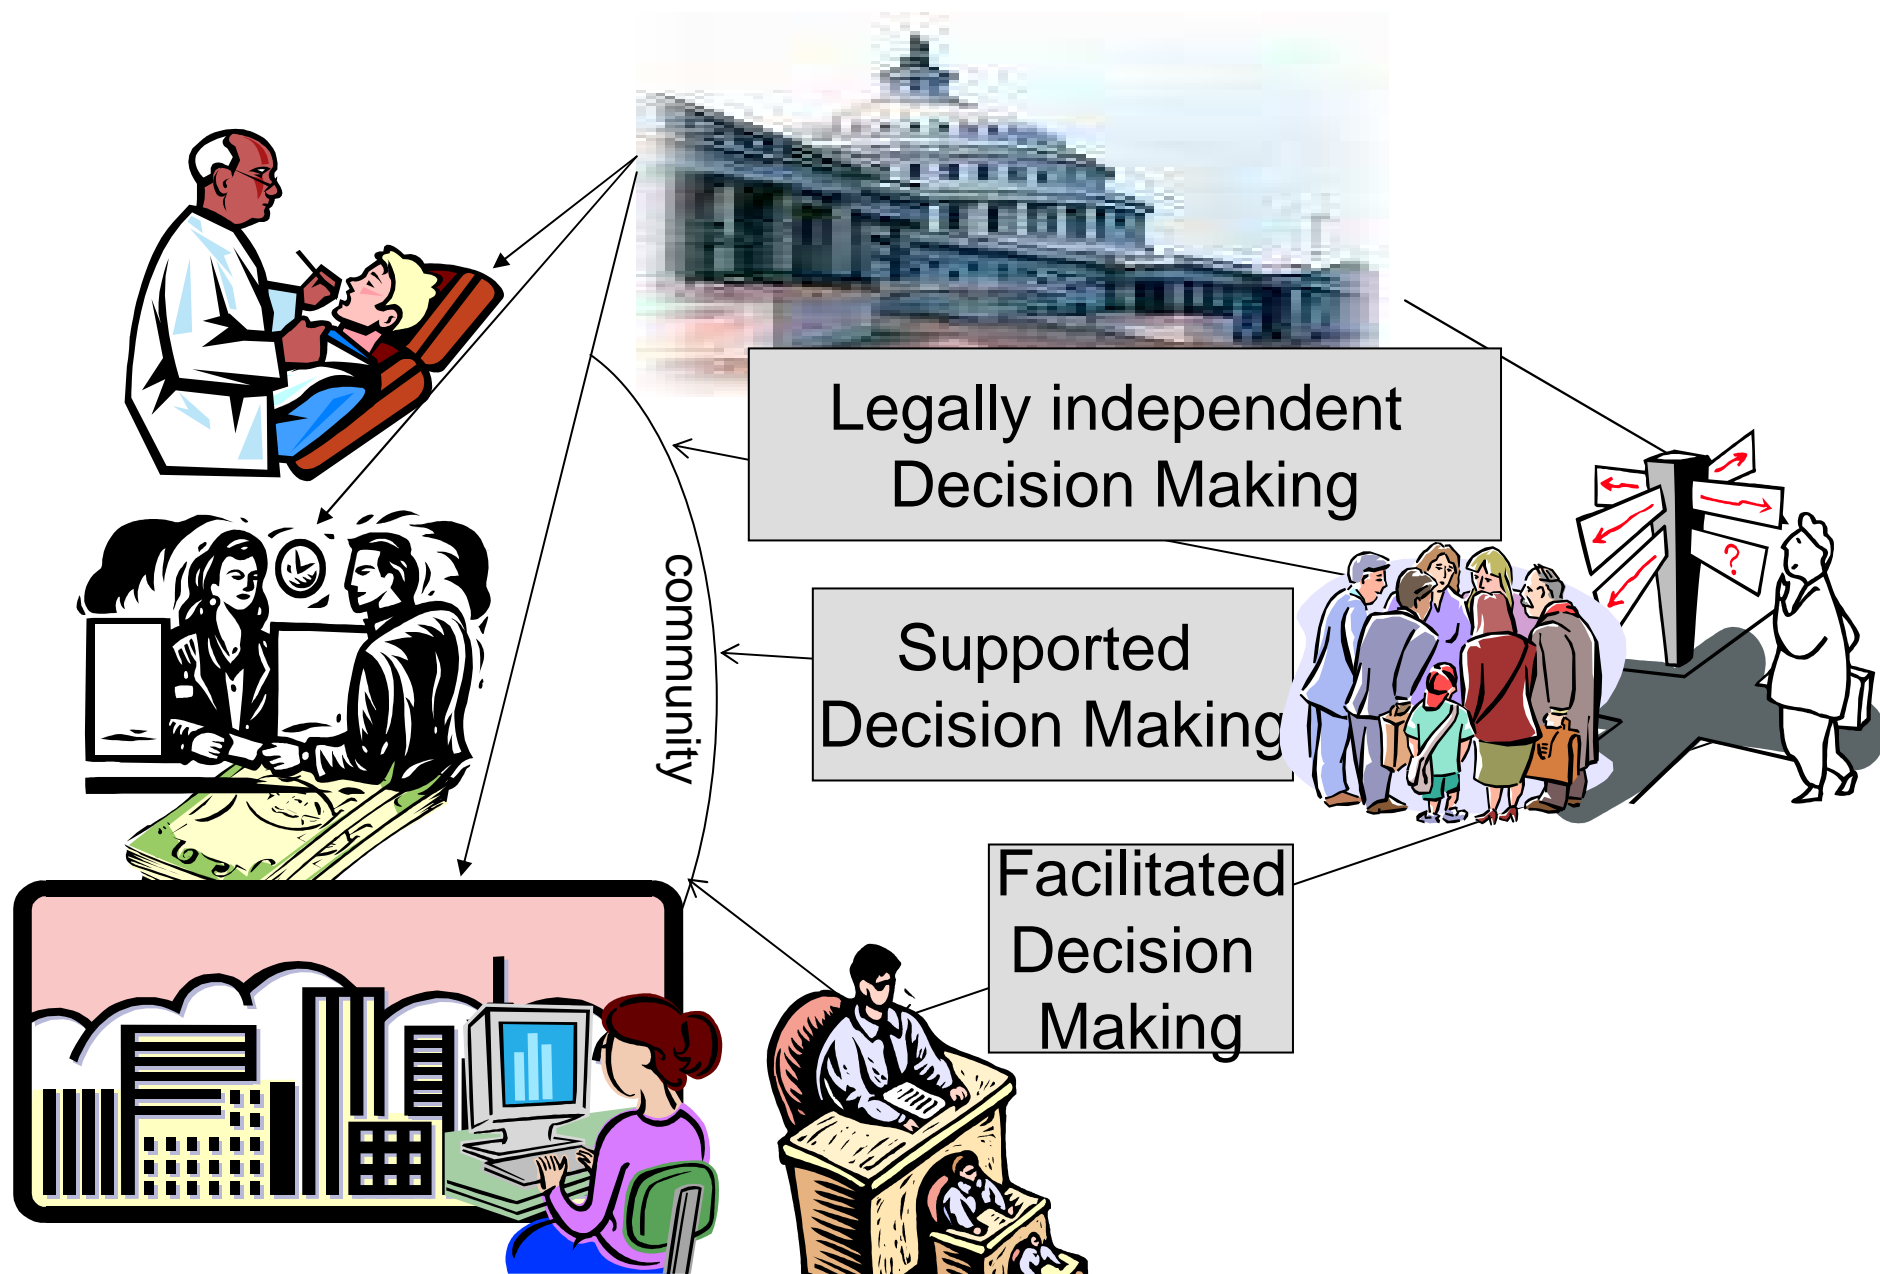 Legally independent
Decision Making
community
Supported
Decision Making
?
Facilitated
Decision
Making